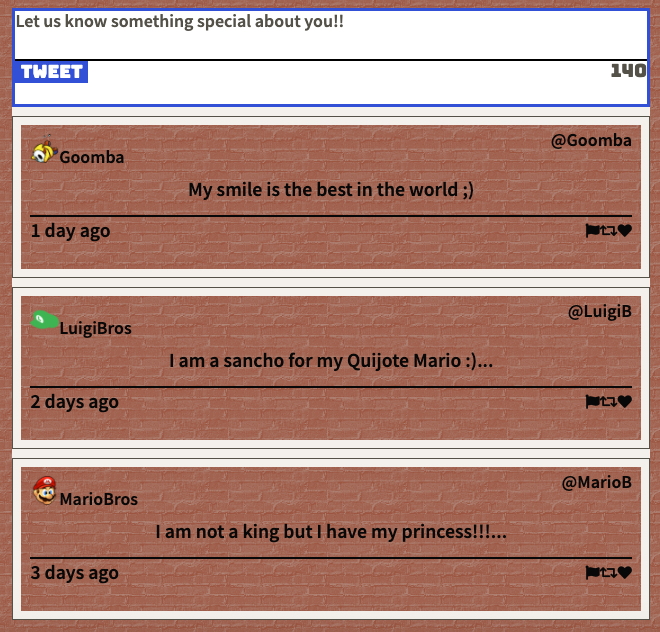 Let us know something special about you!!
TWEET 140
@Goomba
Goomba
My smile is the best in the world ;)
1 day ago
@LuigiB
LuigiBros
I am a sancho for my Quijote Mario :)...
2 days ago
@MarioB
MarioBros
I am not a king but I have my princess!!!...
3 days ago